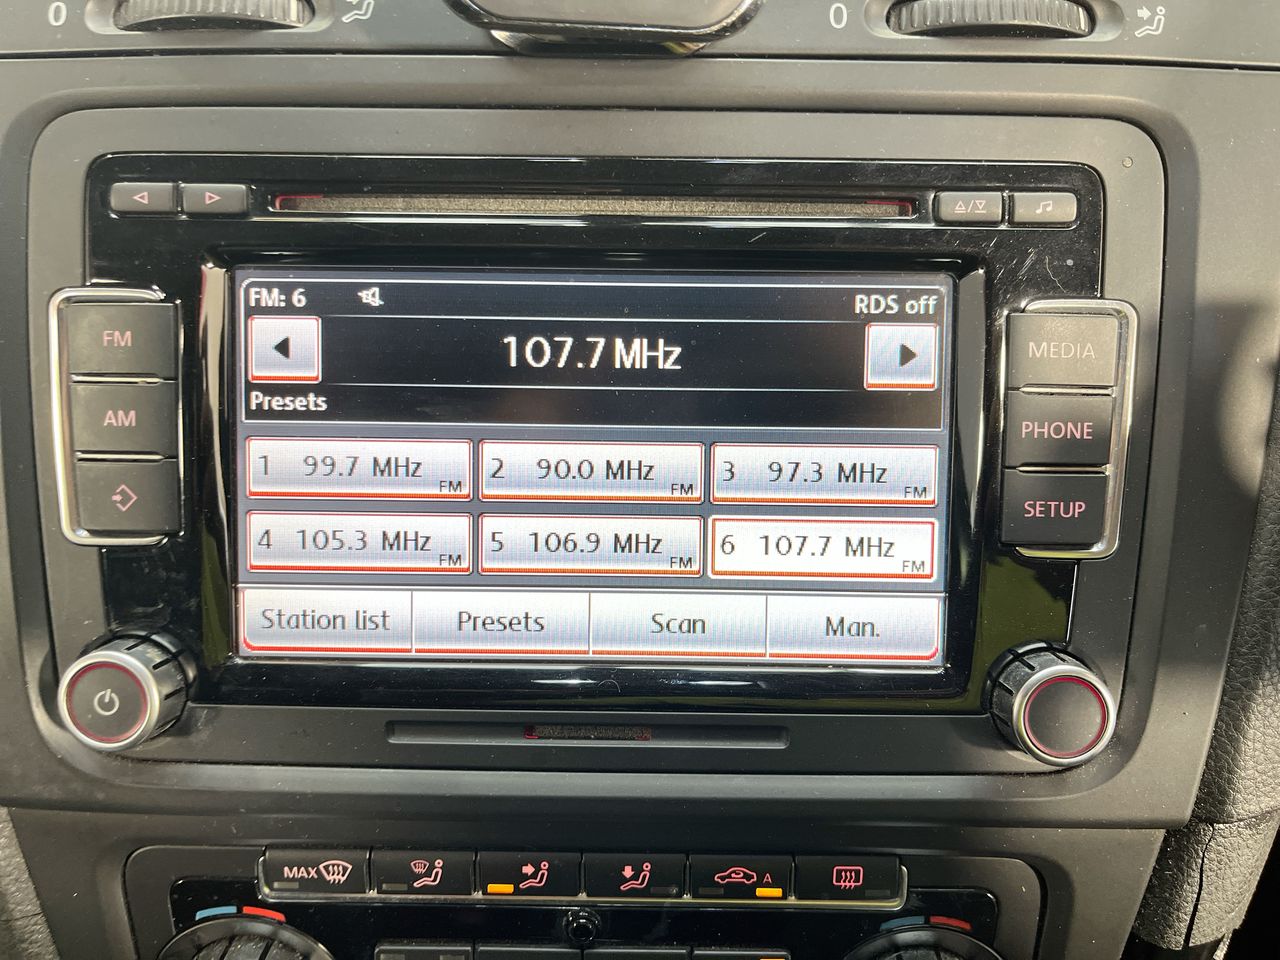 0
0
FM: 6
RDS off
107.7 MHz
Presets
1 99.7 MHz FM
2 90.0 MHz FM
3 97.3 MHz FM
4 105.3 MHz FM
5 106.9 MHz FM
6 107.7 MHz FM
Station list
Presets
Scan
Man.
FM
AM
MEDIA
PHONE
SETUP
MAX
A